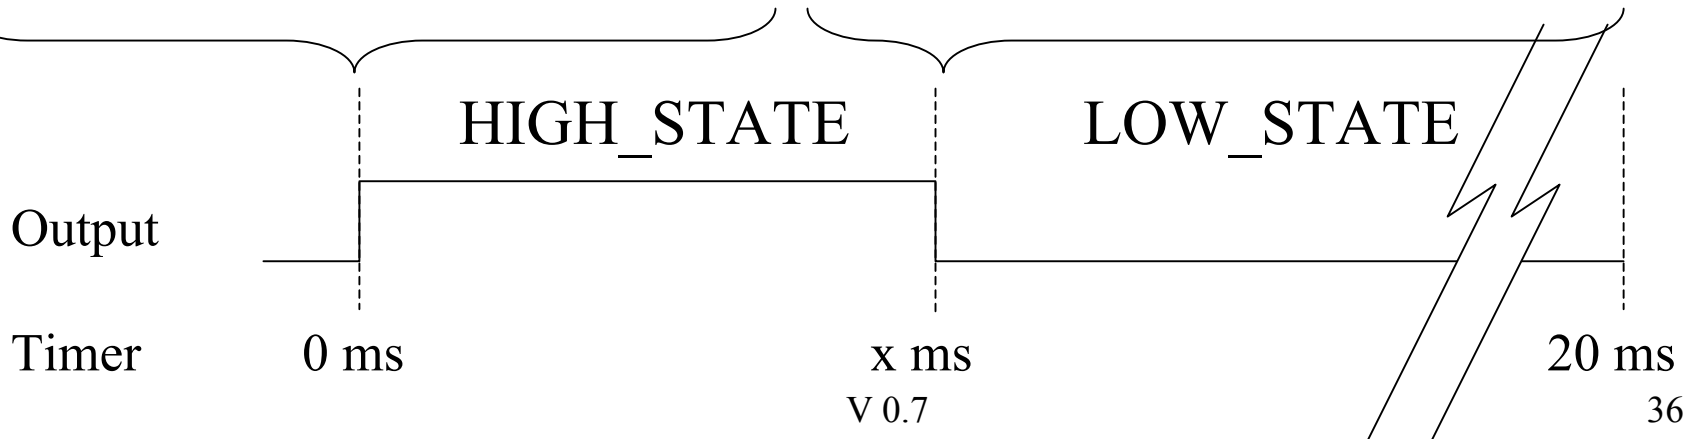 HIGH_STATE LOW_STATE
Output
Timer 0 ms x ms 20 ms
V 0.7 36